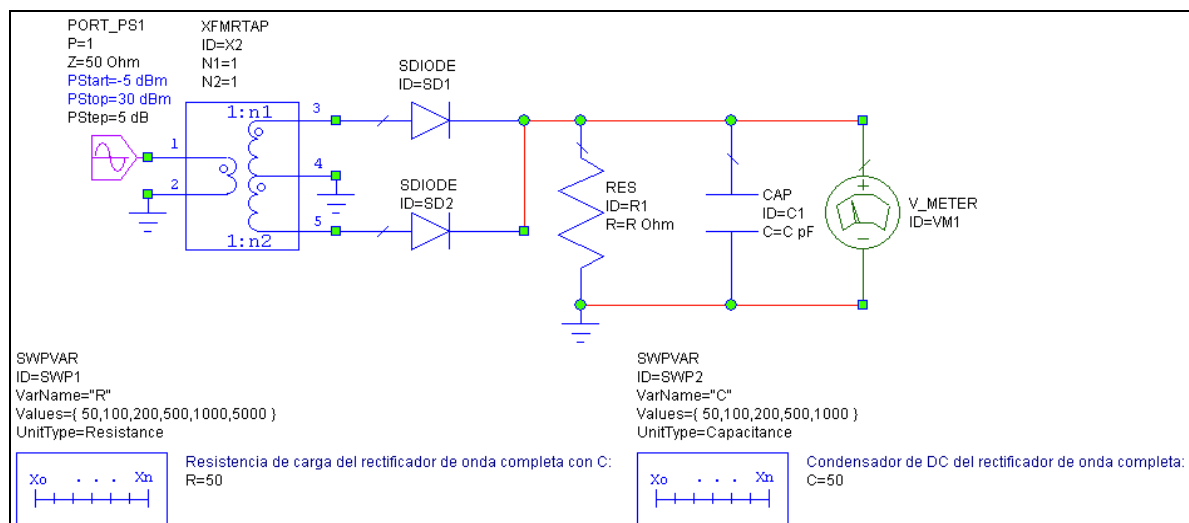 PORT_PS1
P=1
Z=50 Ohm
PStart=-5 dBm
PStop=30 dBm
PStep=5 dB
XFMRTAP
ID=X2
N1=1
N2=1
1:n1
1:n2
1
2
3
4
5
SDIODE
ID=SD1
SDIODE
ID=SD2
RES
ID=R1
R=R Ohm
CAP
ID=C1
C=C pF
V_METER
ID=VM1
SWPVAR
ID=SWP1
VarName="R"
Values={ 50,100,200,500,1000,5000 }
UnitType=Resistance
Xo . . . Xn
Resistencia de carga del rectificador de onda completa con C:
R=50
SWPVAR
ID=SWP2
VarName="C"
Values={ 50,100,200,500,1000 }
UnitType=Capacitance
Xo . . . Xn
Condensador de DC del rectificador de onda completa:
C=50